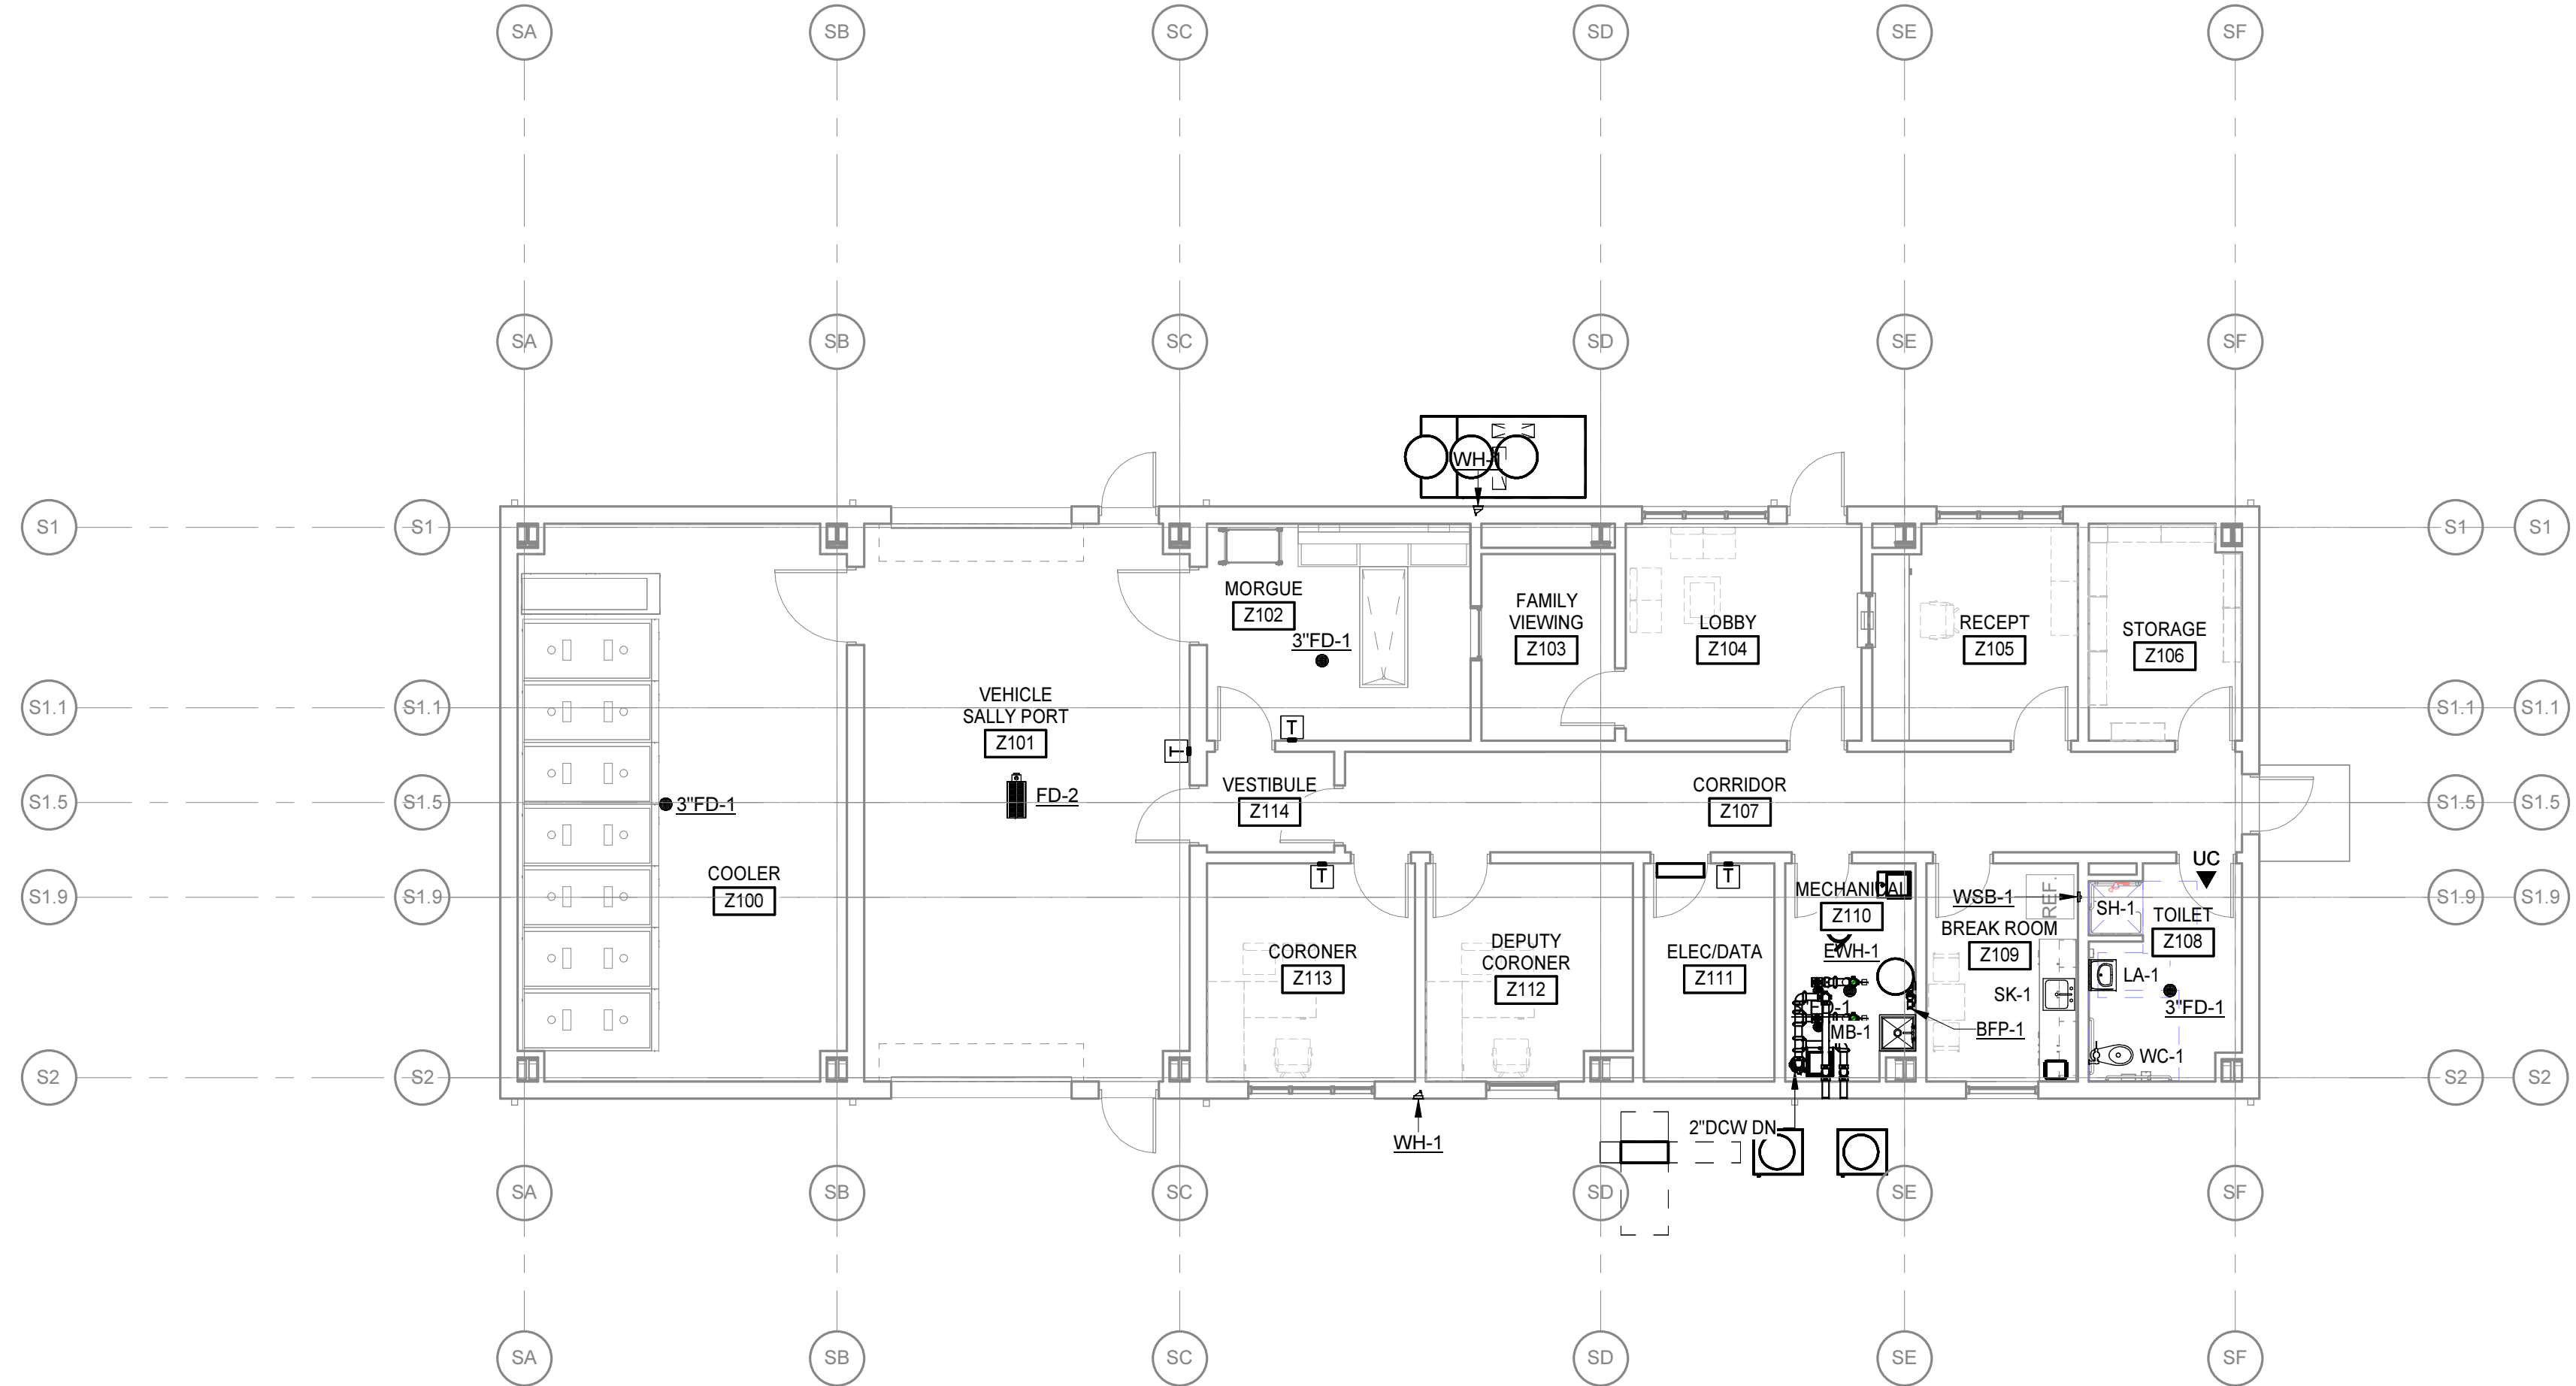 SA
SB
SC
SD
SE
SF
SA
SB
SC
SD
SE
SF
WH-1
S1
S1
S1
S1
MORGUE
Z102
3"FD-1
FAMILY
VIEWING
Z103
LOBBY
Z104
RECEPT
Z105
STORAGE
Z106
S1.1
S1.1
S1.1
S1.1
VEHICLE
SALLY PORT
Z101
T
T
S1.5
S1.5
3"FD-1
FD-2
VESTIBULE
Z114
CORRIDOR
Z107
S1.5
S1.5
S1.9
S1.9
COOLER
Z100
T
T
MECHANICAL
Z110
WSB-1
REF.
SH-1
UC
TOILET
Z108
S1.9
S1.9
CORONER
Z113
DEPUTY
CORONER
Z112
ELEC/DATA
Z111
EWH-1
BREAK ROOM
Z109
SK-1
LA-1
3"FD-1
MB-1
BFP-1
WC-1
S2
S2
S2
S2
WH-1
2"DCW DN
SA
SB
SC
SD
SE
SF
SA
SB
SC
SD
SE
SF